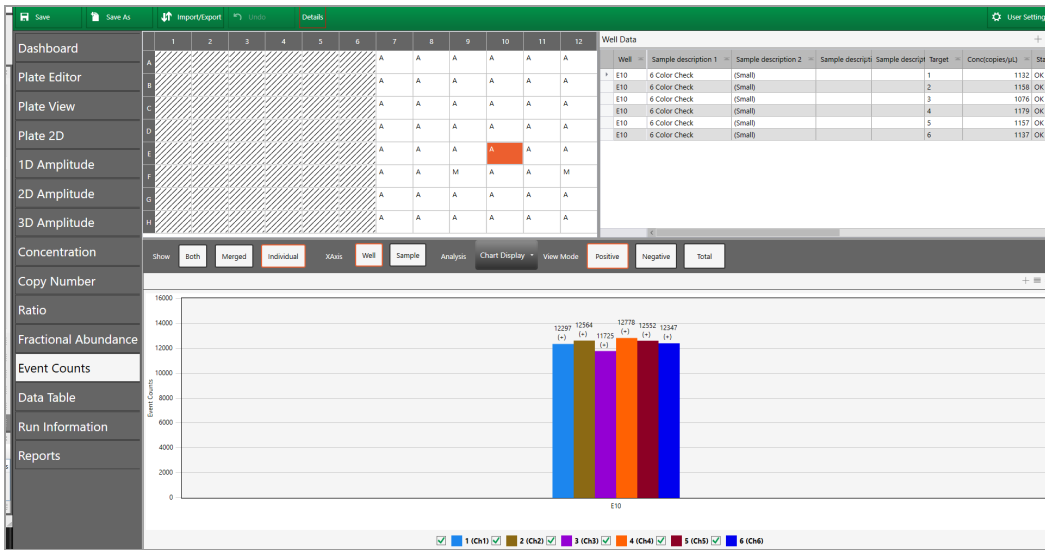 Save Save As Import/Export Undo Details User Setting
Dashboard
Plate Editor
Plate View
Plate 2D
1D Amplitude
2D Amplitude
3D Amplitude
Concentration
Copy Number
Ratio
Fractional Abundance
Event Counts
Data Table
Run Information
Reports
1 2 3 4 5 6 7 8 9 10 11 12
A A A A A A A
B A A A A A A
C A A A A A A
D A A A A A A
E A A A A A A
F A A M A A M
G A A A A A A
H A A A A A A
Well Data
Well Sample description 1 Sample description 2 Sample descripti Sample descript Target Conc(copies/µL) Sta
E10 6 Color Check (Small) 1 1132 OK
E10 6 Color Check (Small) 2 1158 OK
E10 6 Color Check (Small) 3 1076 OK
E10 6 Color Check (Small) 4 1179 OK
E10 6 Color Check (Small) 5 1157 OK
E10 6 Color Check (Small) 6 1137 OK
Show Both Merged Individual XAxis Well Sample Analysis Chart Display View Mode Positive Negative Total
16000
14000
12000
10000
8000
6000
4000
2000
0
Event Counts
12297 (+)
12564 (+)
11725 (+)
12778 (+)
12552 (+)
12347 (+)
E10
1 (Ch1) 2 (Ch2) 3 (Ch3) 4 (Ch4) 5 (Ch5) 6 (Ch6)